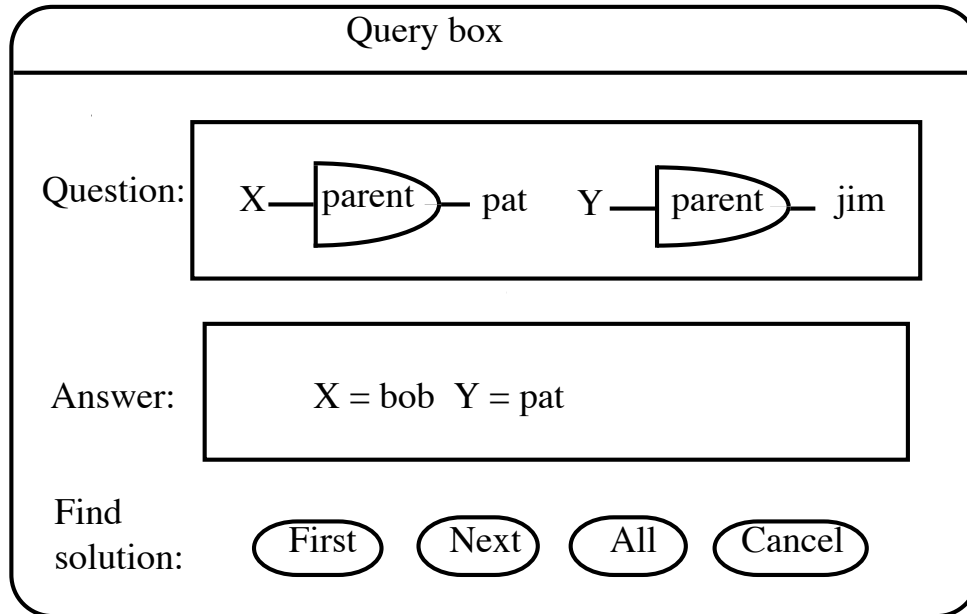 Query box
Question: X parent pat Y parent jim
Answer: X = bob Y = pat
Find
solution: First Next All Cancel